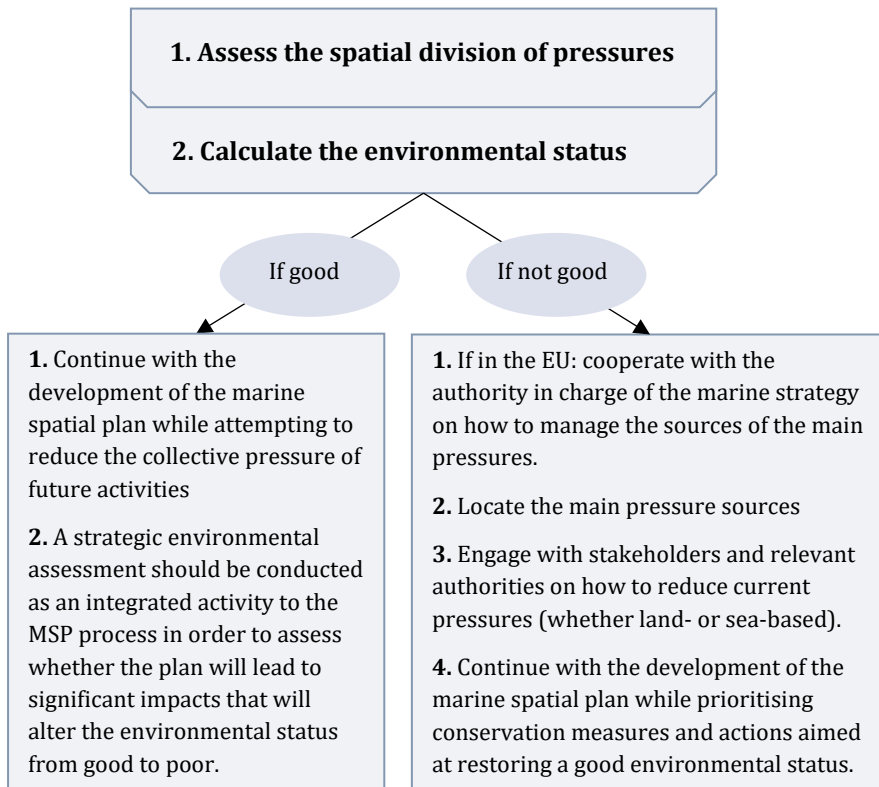 1. Assess the spatial division of pressures
2. Calculate the environmental status
If good
If not good
1. Continue with the
development of the marine
spatial plan while attempting to
reduce the collective pressure of
future activities
2. A strategic environmental
assessment should be conducted
as an integrated activity to the
MSP process in order to assess
whether the plan will lead to
significant impacts that will
alter the environmental status
from good to poor.
1. If in the EU: cooperate with the
authority in charge of the marine strategy
on how to manage the sources of the main
pressures.
2. Locate the main pressure sources
3. Engage with stakeholders and relevant
authorities on how to reduce current
pressures (whether land- or sea-based).
4. Continue with the development of the
marine spatial plan while prioritising
conservation measures and actions aimed
at restoring a good environmental status.